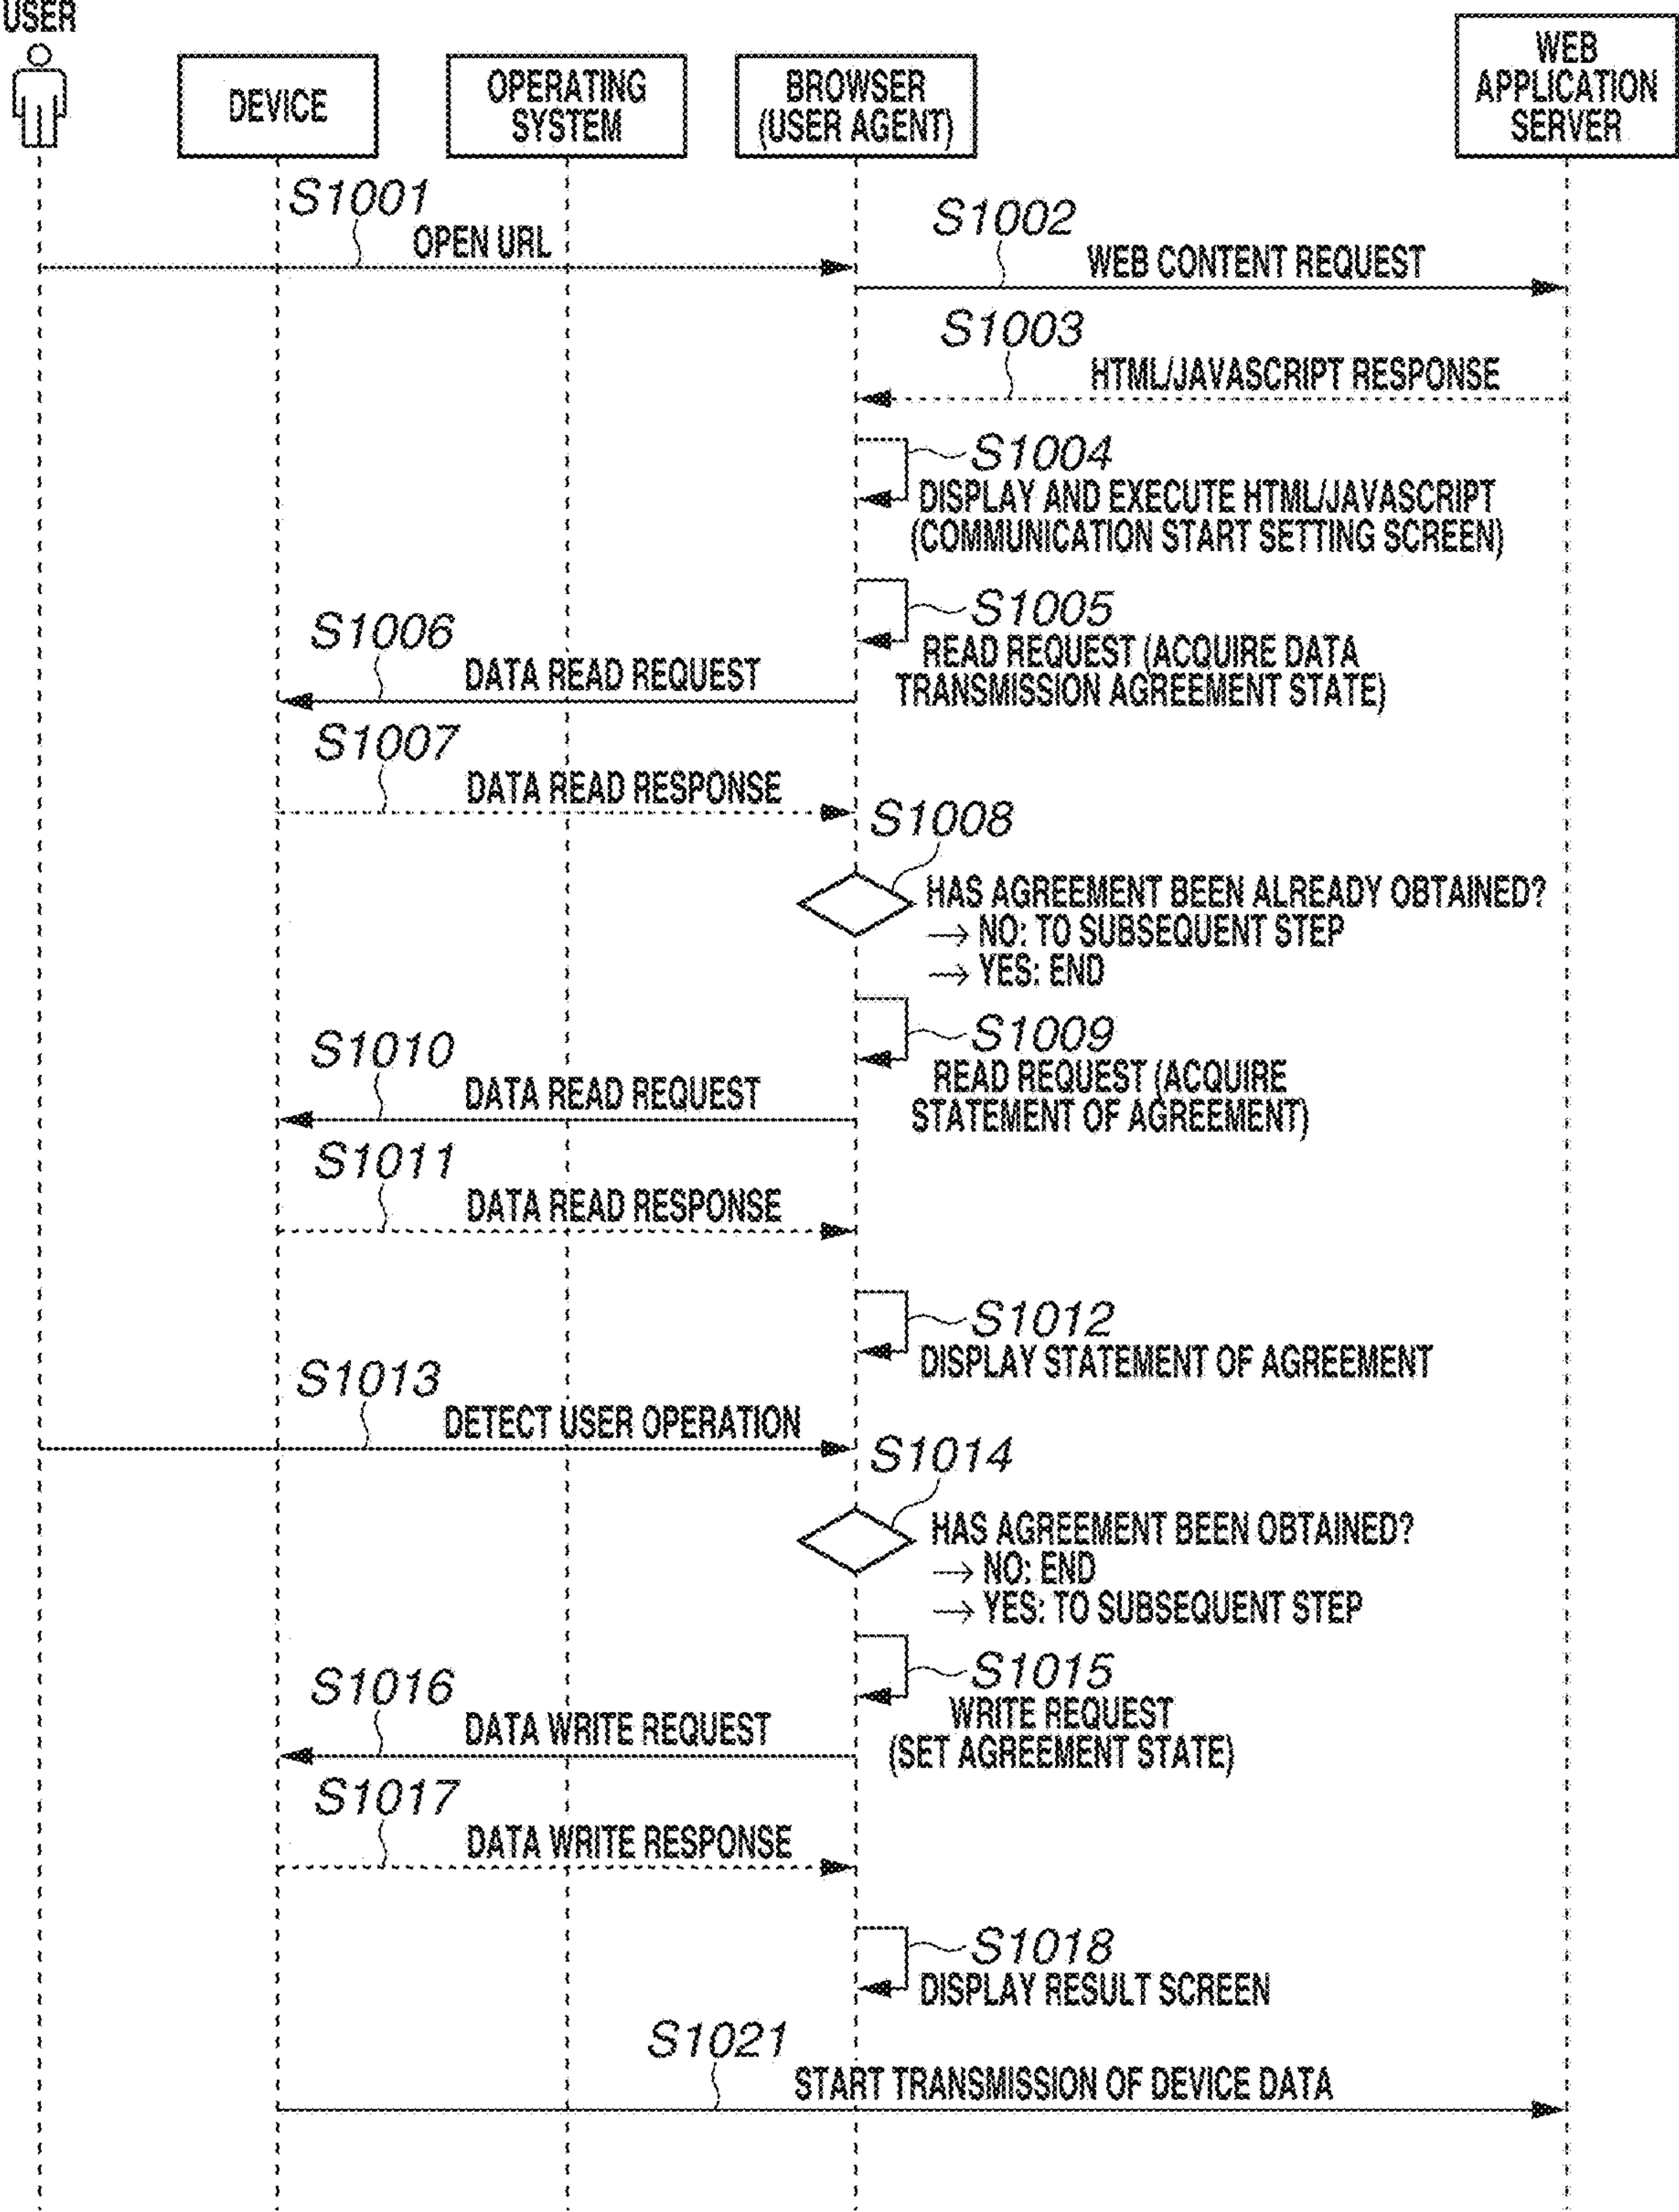 USER
DEVICE
OPERATING
SYSTEM
BROWSER
(USER AGENT)
WEB
APPLICATION
SERVER
S1001
OPEN URL
S1002
WEB CONTENT REQUEST
S1003
HTML/JAVASCRIPT RESPONSE
S1004
DISPLAY AND EXECUTE HTML/JAVASCRIPT
(COMMUNICATION START SETTING SCREEN)
S1005
READ REQUEST (ACQUIRE DATA
TRANSMISSION AGREEMENT STATE)
S1006
DATA READ REQUEST
S1007
DATA READ RESPONSE
S1008
HAS AGREEMENT BEEN ALREADY OBTAINED?
→ NO: TO SUBSEQUENT STEP
→ YES: END
S1009
READ REQUEST (ACQUIRE
STATEMENT OF AGREEMENT)
S1010
DATA READ REQUEST
S1011
DATA READ RESPONSE
S1012
DISPLAY STATEMENT OF AGREEMENT
S1013
DETECT USER OPERATION
S1014
HAS AGREEMENT BEEN OBTAINED?
→ NO: END
→ YES: TO SUBSEQUENT STEP
S1015
WRITE REQUEST
(SET AGREEMENT STATE)
S1016
DATA WRITE REQUEST
S1017
DATA WRITE RESPONSE
S1018
DISPLAY RESULT SCREEN
S1021
START TRANSMISSION OF DEVICE DATA